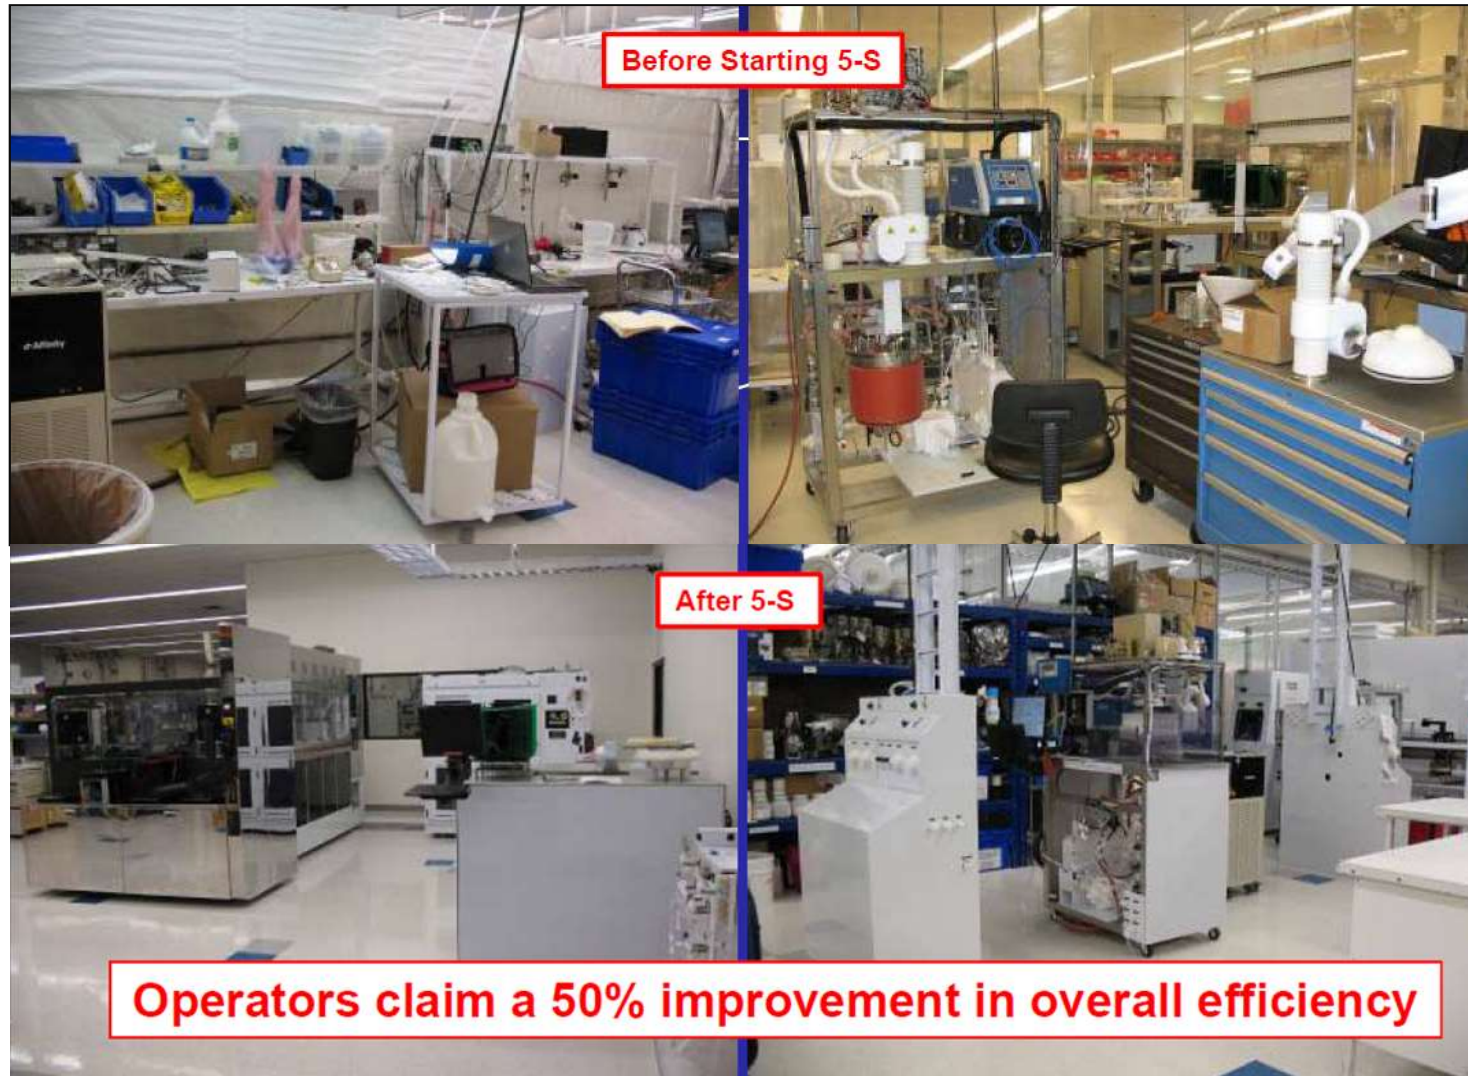 Before Starting 5-S
After 5-S
Operators claim a 50% improvement in overall efficiency